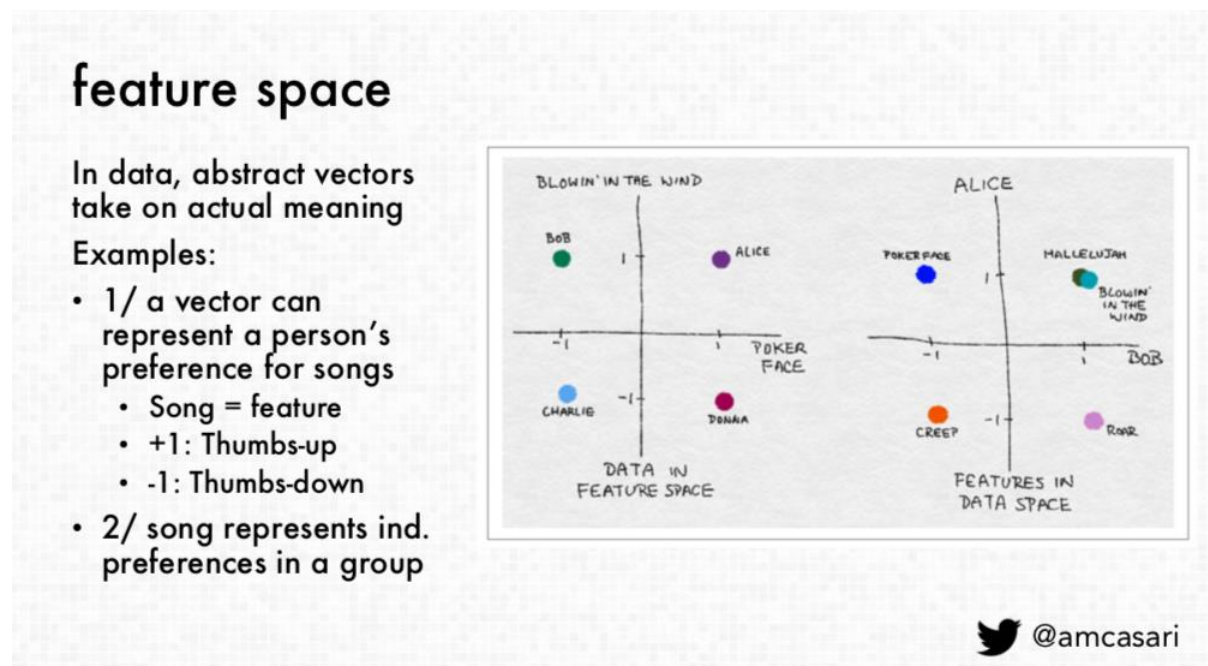 feature space
In data, abstract vectors
take on actual meaning
Examples:
• 1/ a vector can
represent a person's
preference for songs
• Song = feature
• +1: Thumbs-up
• -1: Thumbs-down
• 2/ song represents ind.
preferences in a group
BLOWIN' IN THE WIND
BOB
1
ALICE
-1
1
POKER
FACE
-1
CHARLIE
DONNA
DATA IN
FEATURE SPACE
ALICE
POKER FACE
1
HALLELUJAH
BLOWIN'
IN THE
WIND
-1
1
BOB
CREEP
-1
ROAR
FEATURES IN
DATA SPACE
@amcasari